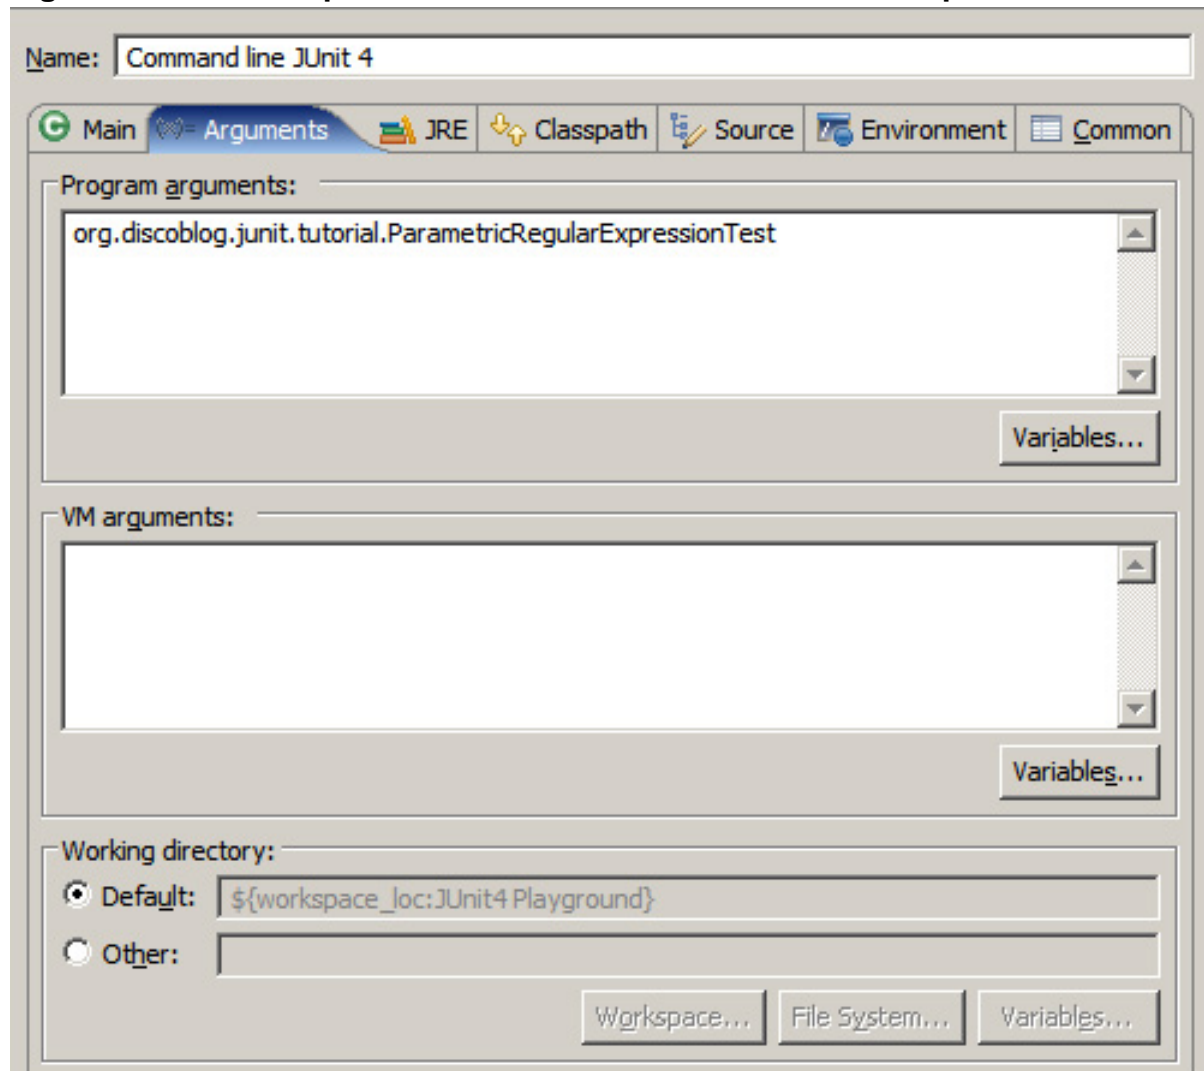 Name: Command line JUnit 4
Main (x)= Arguments JRE Classpath Source Environment Common
Program arguments:
org.discoblog.junit.tutorial.ParametricRegularExpressionTest
Variables...
VM arguments:
Variables...
Working directory:
Default: ${workspace_loc:JUnit4 Playground}
Other:
Workspace... File System... Variables...